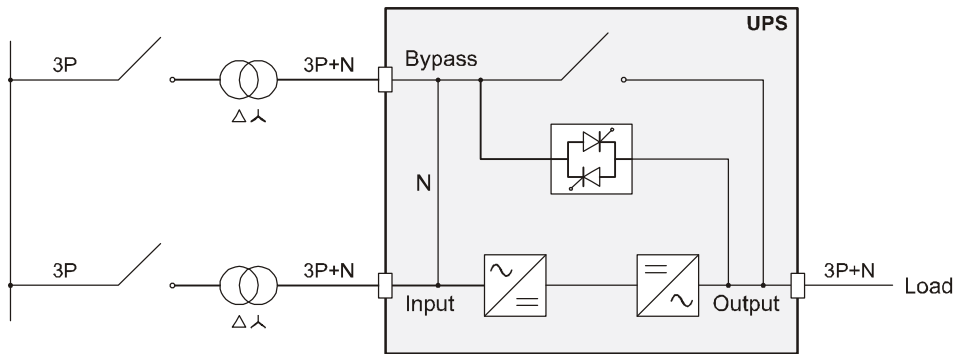 UPS
3P
3P+N
Bypass
N
3P
3P+N
Input
Output
3P+N
Load